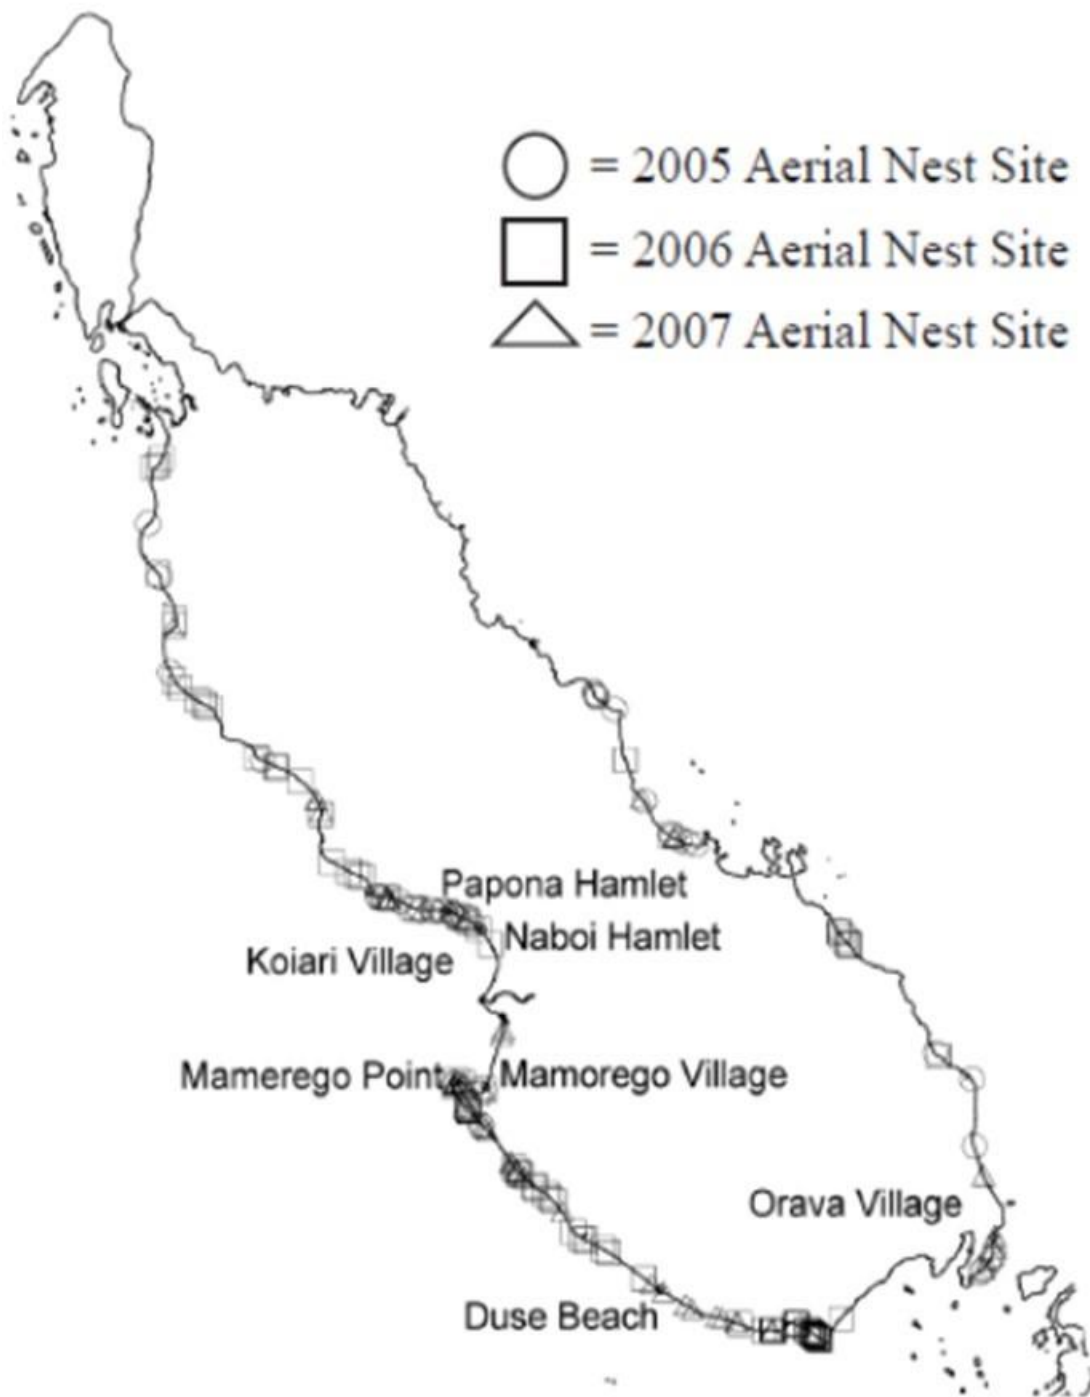 = 2005 Aerial Nest Site
= 2006 Aerial Nest Site
= 2007 Aerial Nest Site
Papona Hamlet
Naboi Hamlet
Koiari Village
Mamerego Point
Mamorego Village
Orava Village
Duse Beach